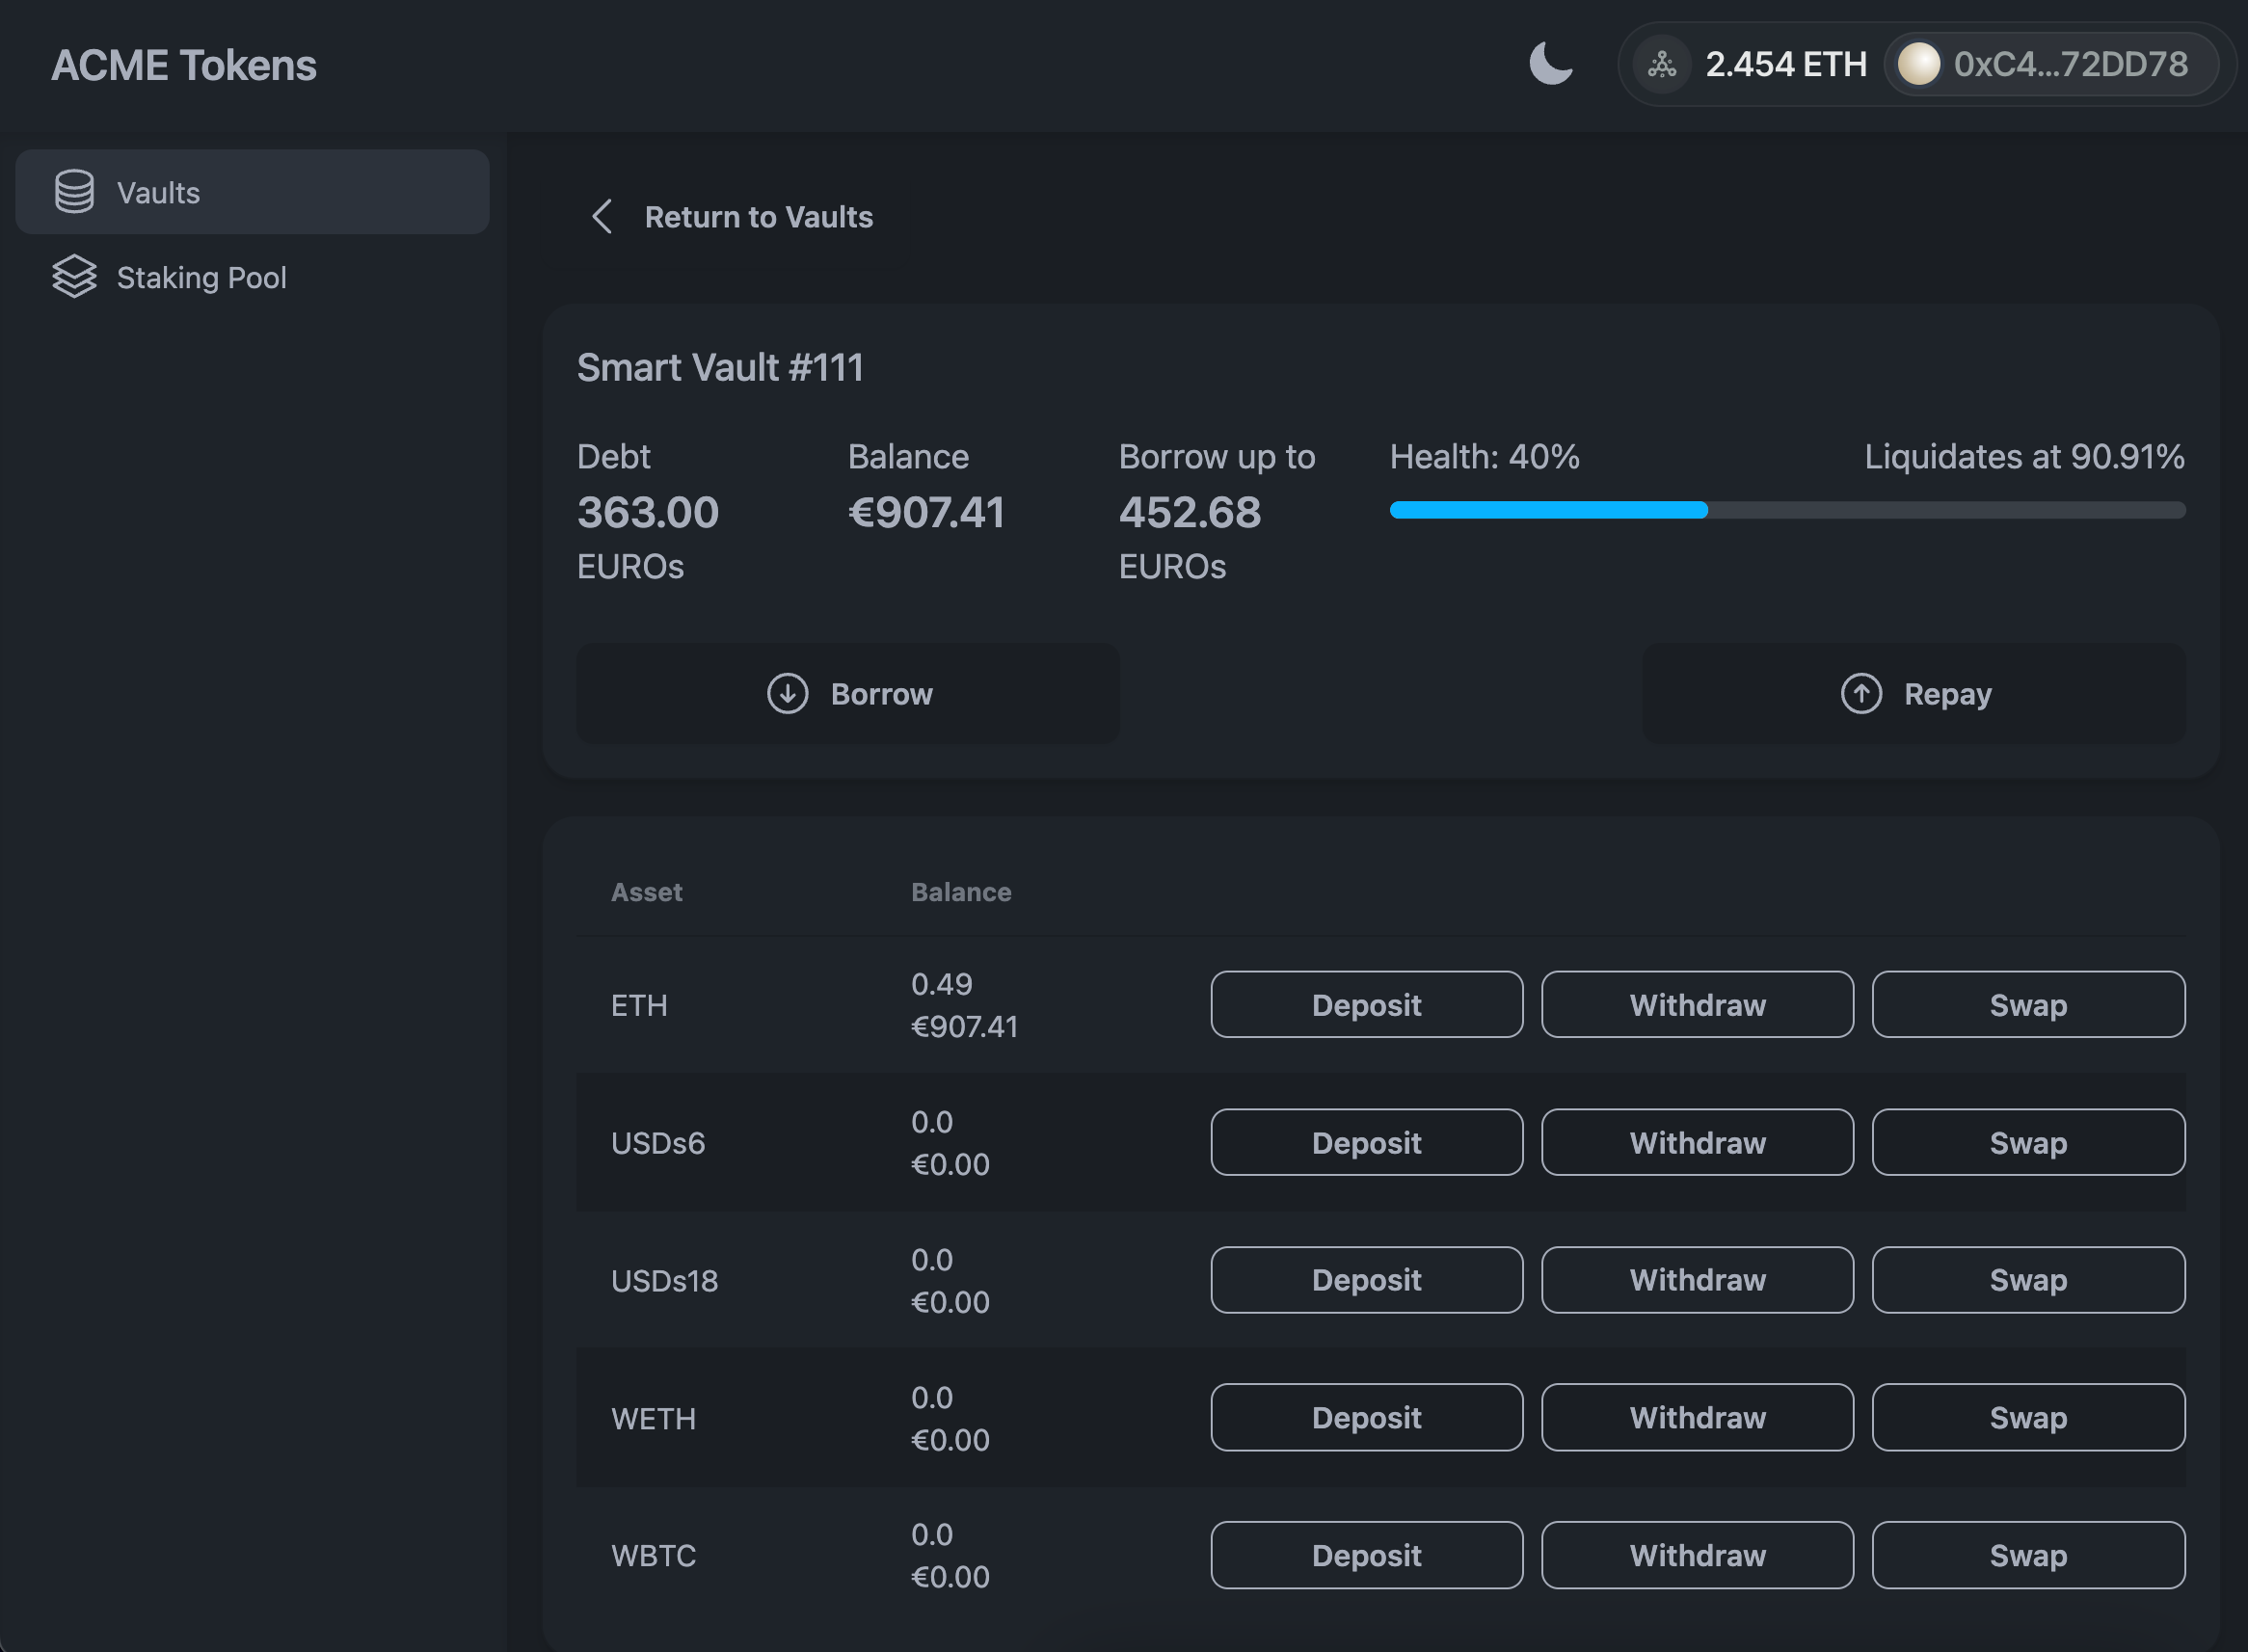 ACME Tokens
2.454 ETH
0xC4...72DD78
Vaults
Staking Pool
Return to Vaults
Smart Vault #111
Debt
363.00
EUROs
Balance
€907.41
Borrow up to
452.68
EUROs
Health: 40%
Liquidates at 90.91%
Borrow
Repay
Asset
Balance
ETH
0.49
€907.41
Deposit
Withdraw
Swap
USDs6
0.0
€0.00
Deposit
Withdraw
Swap
USDs18
0.0
€0.00
Deposit
Withdraw
Swap
WETH
0.0
€0.00
Deposit
Withdraw
Swap
WBTC
0.0
€0.00
Deposit
Withdraw
Swap